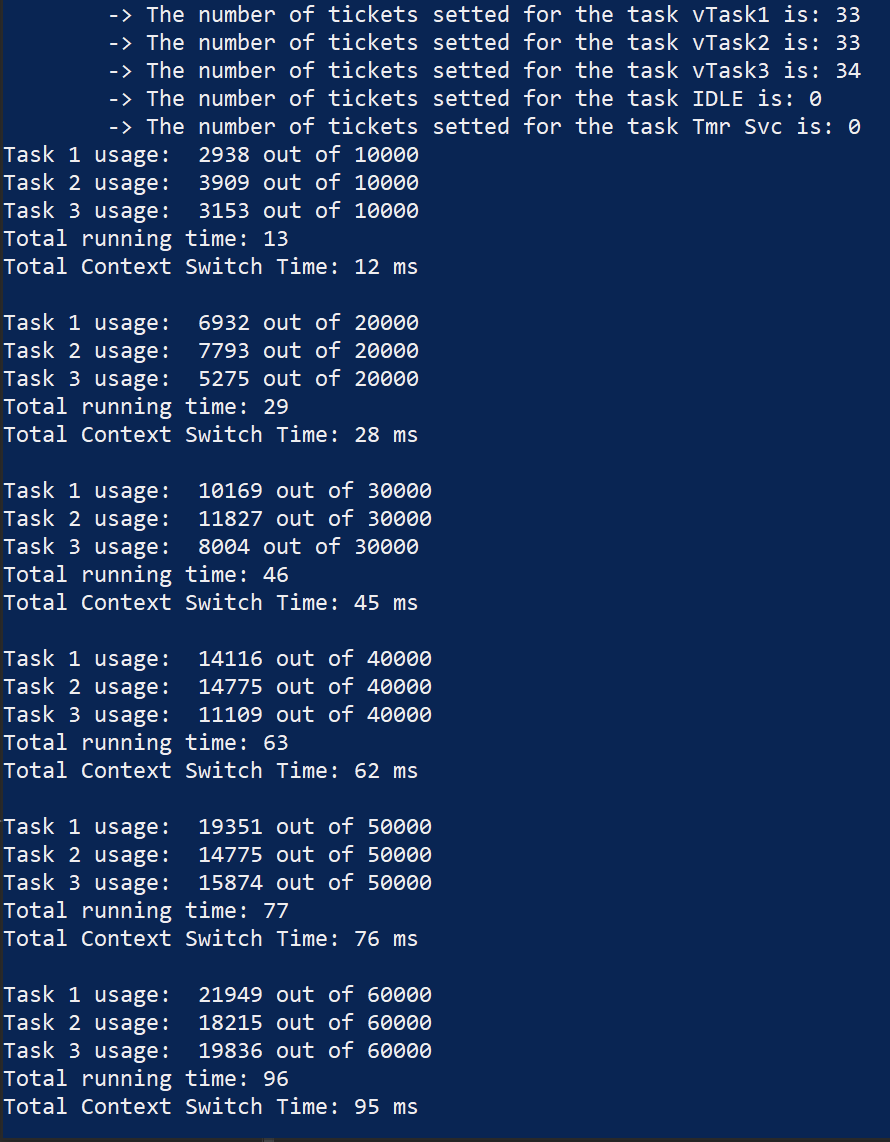 -> The number of tickets setted for the task vTask1 is: 33
-> The number of tickets setted for the task vTask2 is: 33
-> The number of tickets setted for the task vTask3 is: 34
-> The number of tickets setted for the task IDLE is: 0
-> The number of tickets setted for the task Tmr Svc is: 0
Task 1 usage:  2938 out of 10000
Task 2 usage:  3909 out of 10000
Task 3 usage:  3153 out of 10000
Total running time: 13
Total Context Switch Time: 12 ms

Task 1 usage:  6932 out of 20000
Task 2 usage:  7793 out of 20000
Task 3 usage:  5275 out of 20000
Total running time: 29
Total Context Switch Time: 28 ms

Task 1 usage:  10169 out of 30000
Task 2 usage:  11827 out of 30000
Task 3 usage:  8004 out of 30000
Total running time: 46
Total Context Switch Time: 45 ms

Task 1 usage:  14116 out of 40000
Task 2 usage:  14775 out of 40000
Task 3 usage:  11109 out of 40000
Total running time: 63
Total Context Switch Time: 62 ms

Task 1 usage:  19351 out of 50000
Task 2 usage:  14775 out of 50000
Task 3 usage:  15874 out of 50000
Total running time: 77
Total Context Switch Time: 76 ms

Task 1 usage:  21949 out of 60000
Task 2 usage:  18215 out of 60000
Task 3 usage:  19836 out of 60000
Total running time: 96
Total Context Switch Time: 95 ms